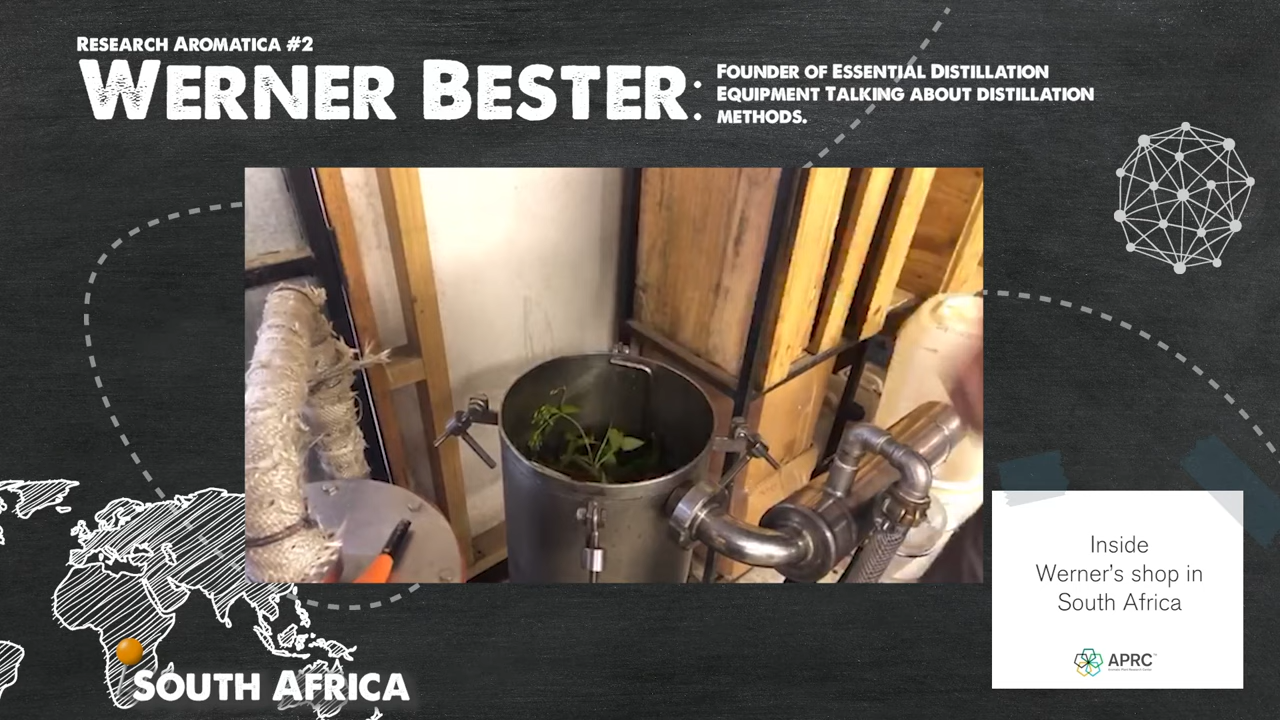 RESEARCH AROMATICA #2
WERNER BESTER:
FOUNDER OF ESSENTIAL DISTILLATION
EQUIPMENT TALKING ABOUT DISTILLATION
METHODS.
Inside
Werner's shop in
South Africa
APRC
SOUTH AFRICA